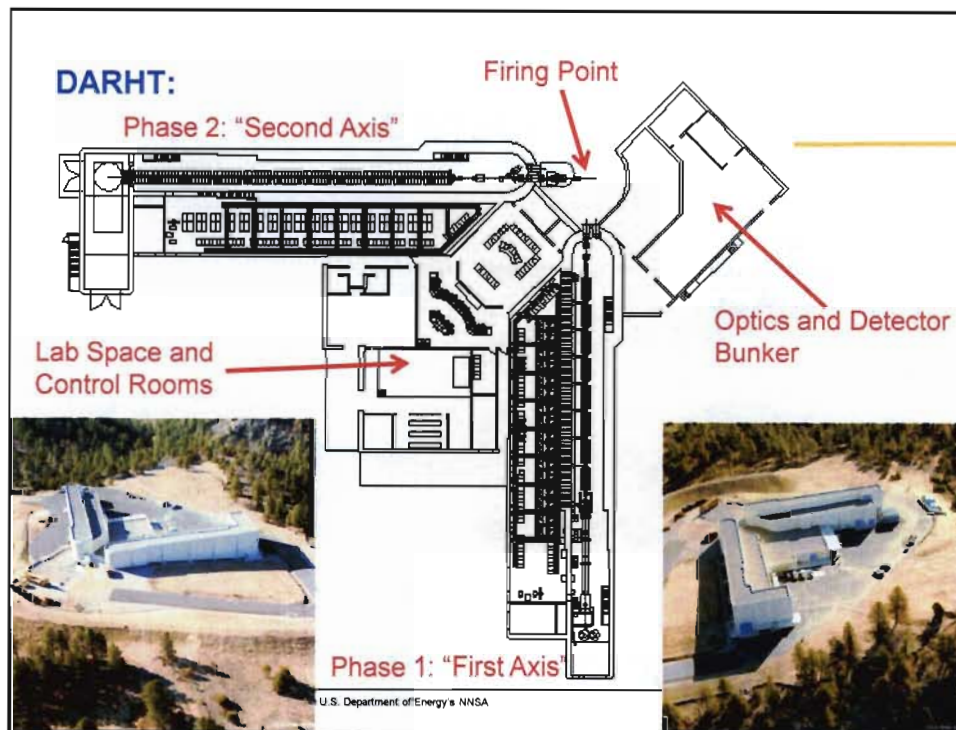 DARHT:
Firing Point
Phase 2: “Second Axis”
Optics and Detector
Bunker
Lab Space and
Control Rooms
Phase 1: “First Axis”
U.S. Department of Energy's NNSA